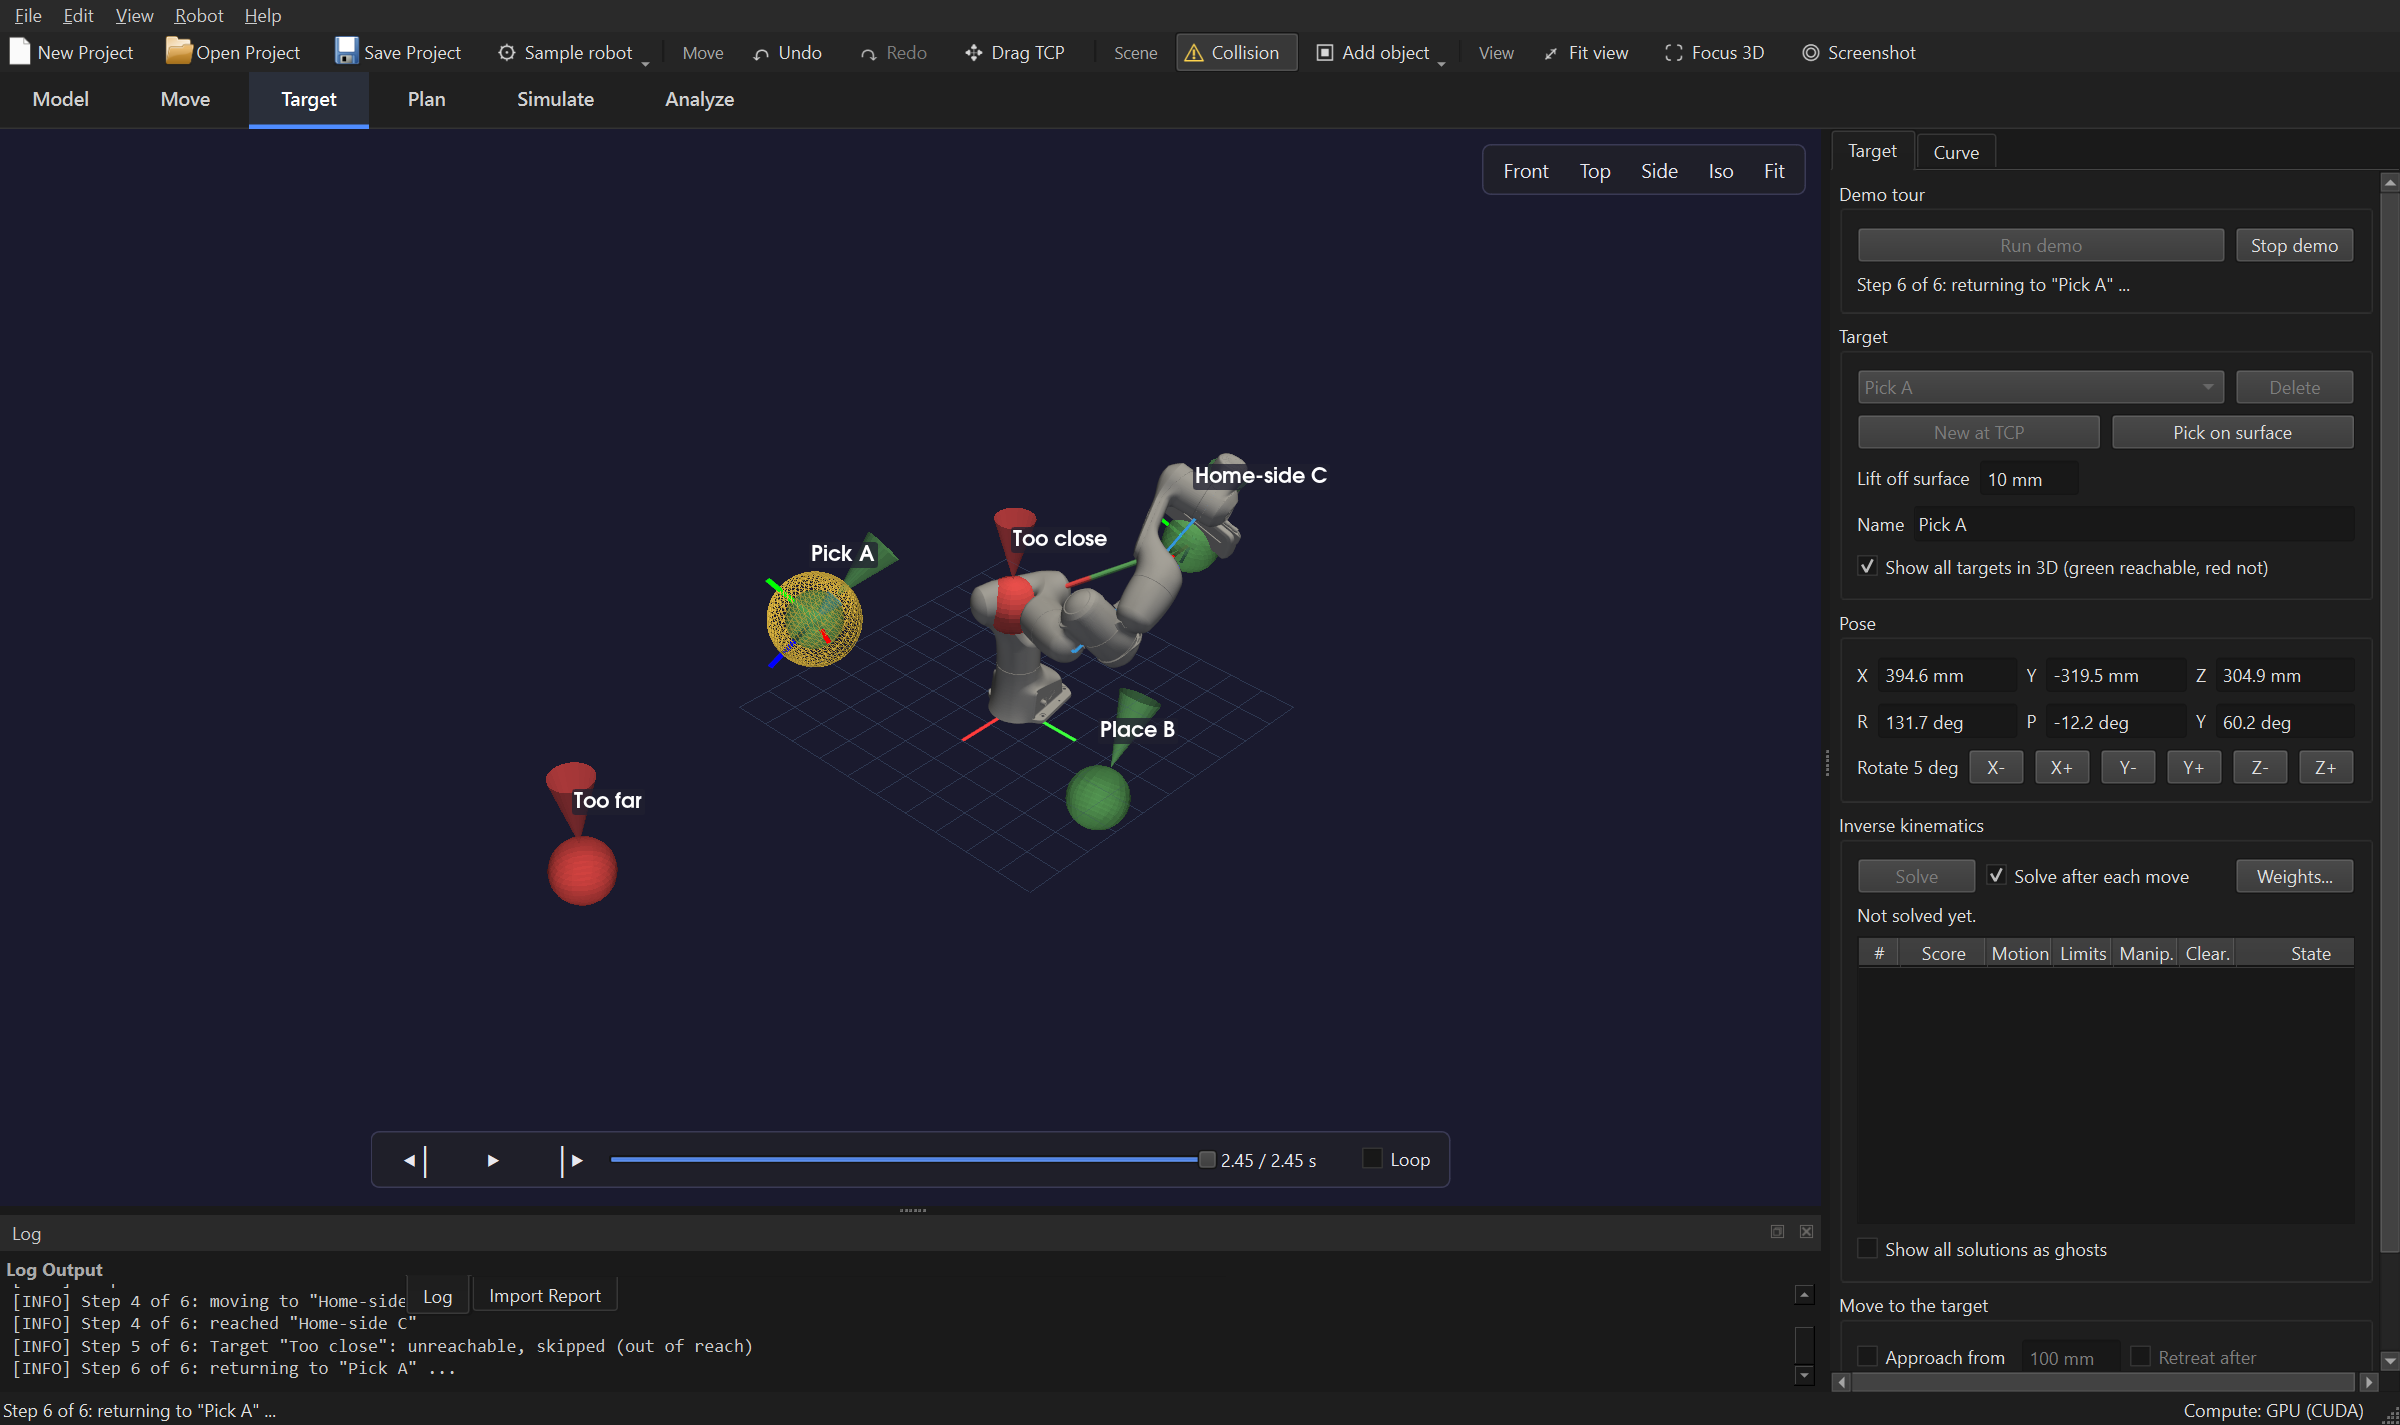 File Edit View Robot Help
New Project Open Project Save Project Sample robot Move Undo Redo Drag TCP Scene Collision Add object View Fit view Focus 3D Screenshot
Model Move Target Plan Simulate Analyze
Front Top Side Iso Fit
Home-side C
Too close
Pick A
Place B
Too far
2.45 / 2.45 s Loop
Log
Log Output
[INFO] Step 4 of 6: moving to "Home-side
Log Import Report
[INFO] Step 4 of 6: reached "Home-side C"
[INFO] Step 5 of 6: Target "Too close": unreachable, skipped (out of reach)
[INFO] Step 6 of 6: returning to "Pick A" ...
Target Curve
Demo tour
Run demo Stop demo
Step 6 of 6: returning to "Pick A" ...
Target
Pick A Delete
New at TCP Pick on surface
Lift off surface 10 mm
Name Pick A
Show all targets in 3D (green reachable, red not)
Pose
X 394.6 mm Y -319.5 mm Z 304.9 mm
R 131.7 deg P -12.2 deg Y 60.2 deg
Rotate 5 deg X- X+ Y- Y+ Z- Z+
Inverse kinematics
Solve Solve after each move Weights...
Not solved yet.
# Score Motion Limits Manip. Clear. State
Show all solutions as ghosts
Move to the target
Approach from 100 mm Retreat after
Step 6 of 6: returning to "Pick A" ...
Compute: GPU (CUDA)